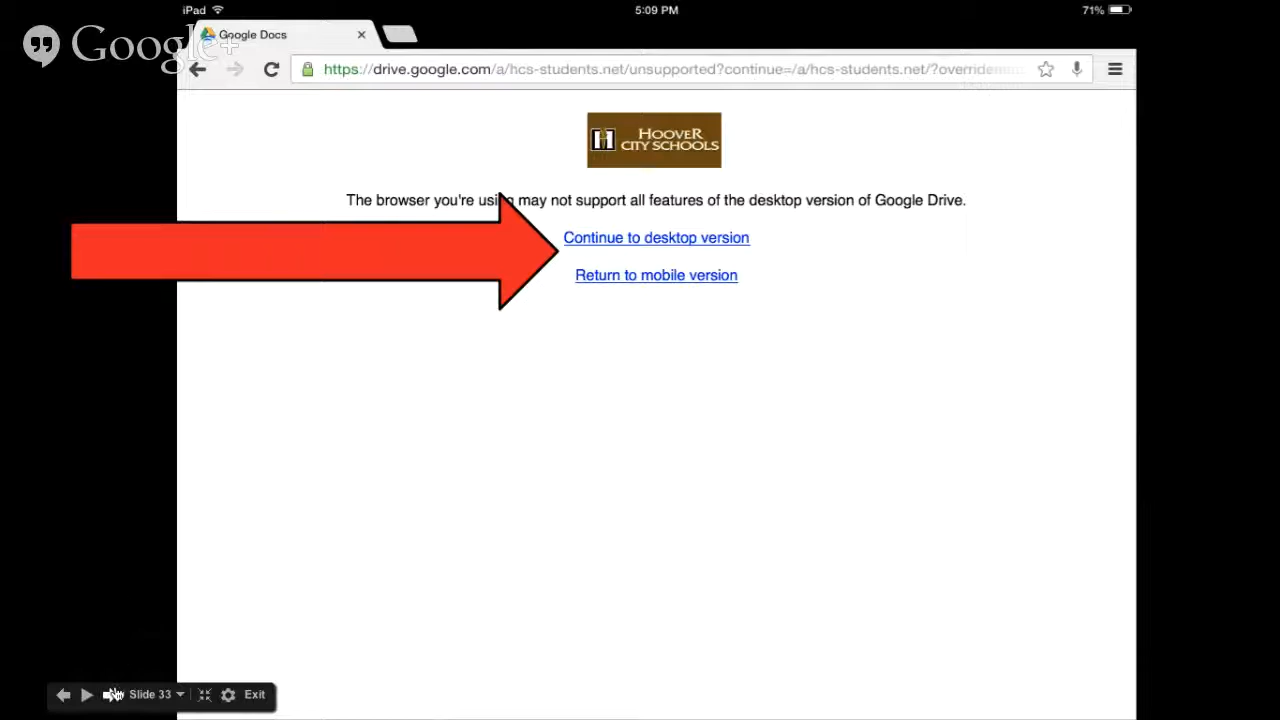 iPad
5:09 PM
71%
Google+
Google Docs
https://drive.google.com/a/hcs-students.net/unsupported?continue=/a/hcs-students.net/?overridem
H
HOOVER
CITY SCHOOLS
The browser you're using may not support all features of the desktop version of Google Drive.
Continue to desktop version
Return to mobile version
Slide 33
Exit